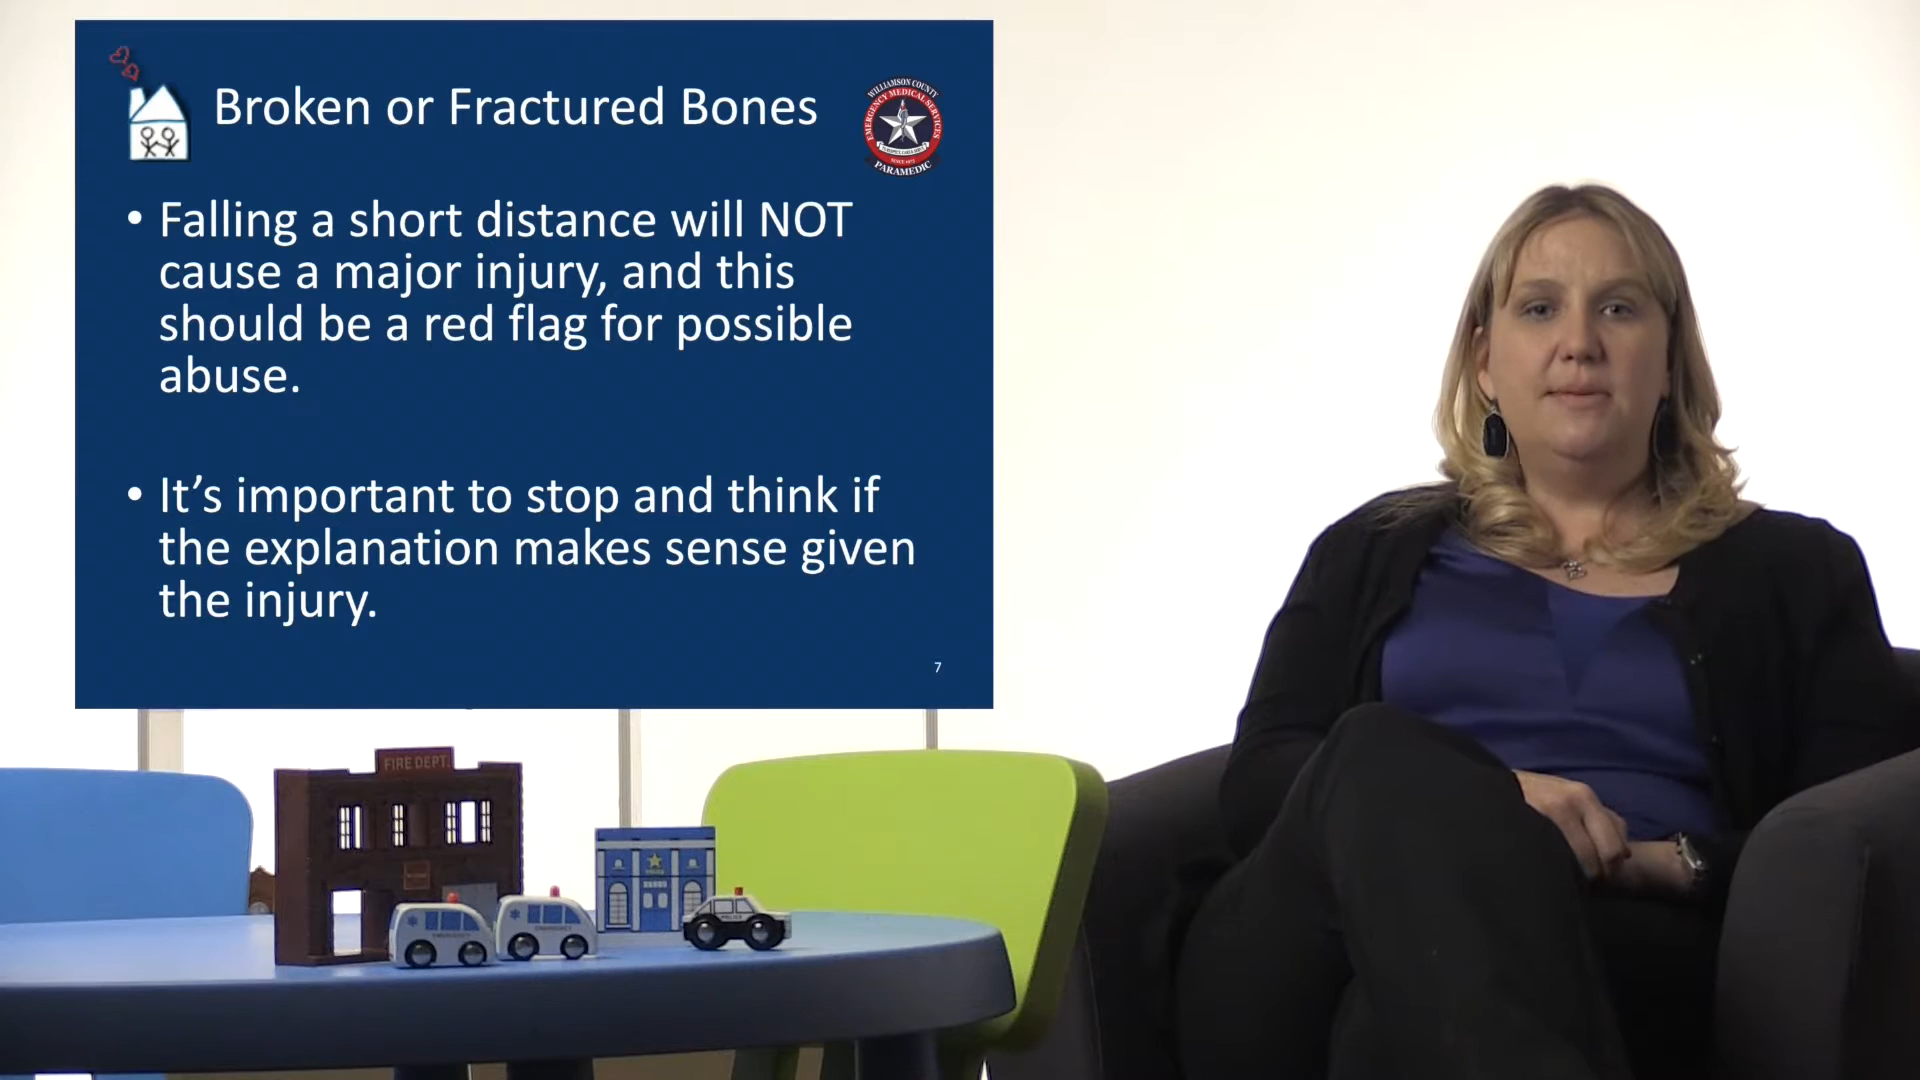 Broken or Fractured Bones
WILLIAMSON COUNTY
EMERGENCY MEDICAL SERVICES
PARAMEDIC
• Falling a short distance will NOT
cause a major injury, and this
should be a red flag for possible
abuse.
• It’s important to stop and think if
the explanation makes sense given
the injury.
7
FIRE DEPT.
POLICE